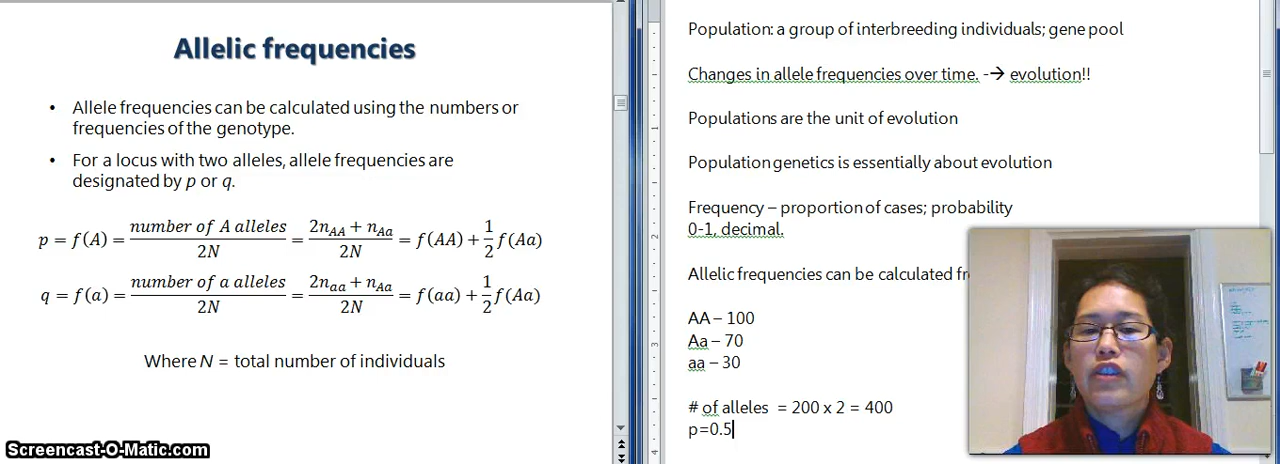 Allelic frequencies
• Allele frequencies can be calculated using the numbers or
frequencies of the genotype.
• For a locus with two alleles, allele frequencies are
designated by p or q.
p = f(A) = number of A alleles / 2N = 2n_AA + n_Aa / 2N = f(AA) + 1/2 f(Aa)
q = f(a) = number of a alleles / 2N = 2n_aa + n_Aa / 2N = f(aa) + 1/2 f(Aa)
Where N = total number of individuals
Screencast-O-Matic.com
Population: a group of interbreeding individuals; gene pool
Changes in allele frequencies over time. -→ evolution!!
Populations are the unit of evolution
Population genetics is essentially about evolution
Frequency – proportion of cases; probability
0-1, decimal.
Allelic frequencies can be calculated
AA – 100
Aa – 70
aa – 30
# of alleles = 200 x 2 = 400
p=0.5
1
2
3
4